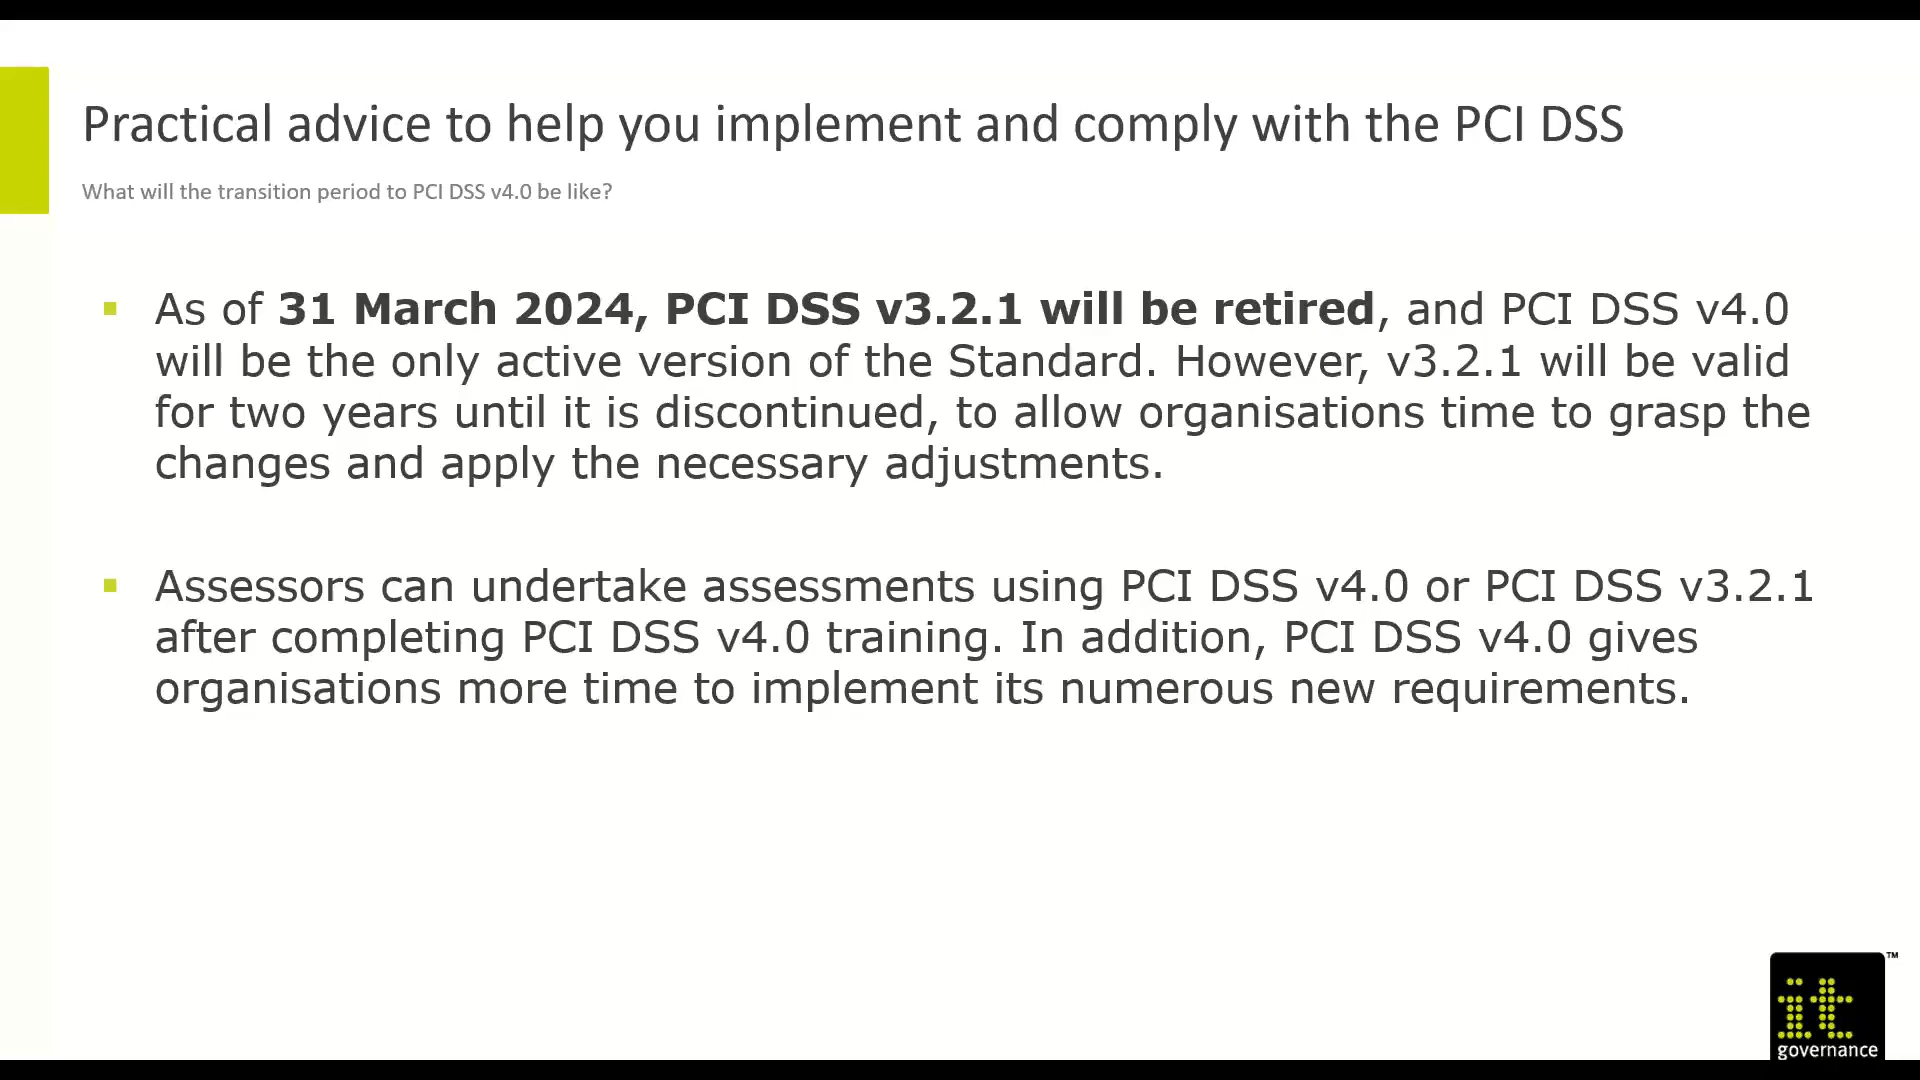 Practical advice to help you implement and comply with the PCI DSS
What will the transition period to PCI DSS v4.0 be like?
▪ As of 31 March 2024, PCI DSS v3.2.1 will be retired, and PCI DSS v4.0
will be the only active version of the Standard. However, v3.2.1 will be valid
for two years until it is discontinued, to allow organisations time to grasp the
changes and apply the necessary adjustments.
▪ Assessors can undertake assessments using PCI DSS v4.0 or PCI DSS v3.2.1
after completing PCI DSS v4.0 training. In addition, PCI DSS v4.0 gives
organisations more time to implement its numerous new requirements.
it
governance
™